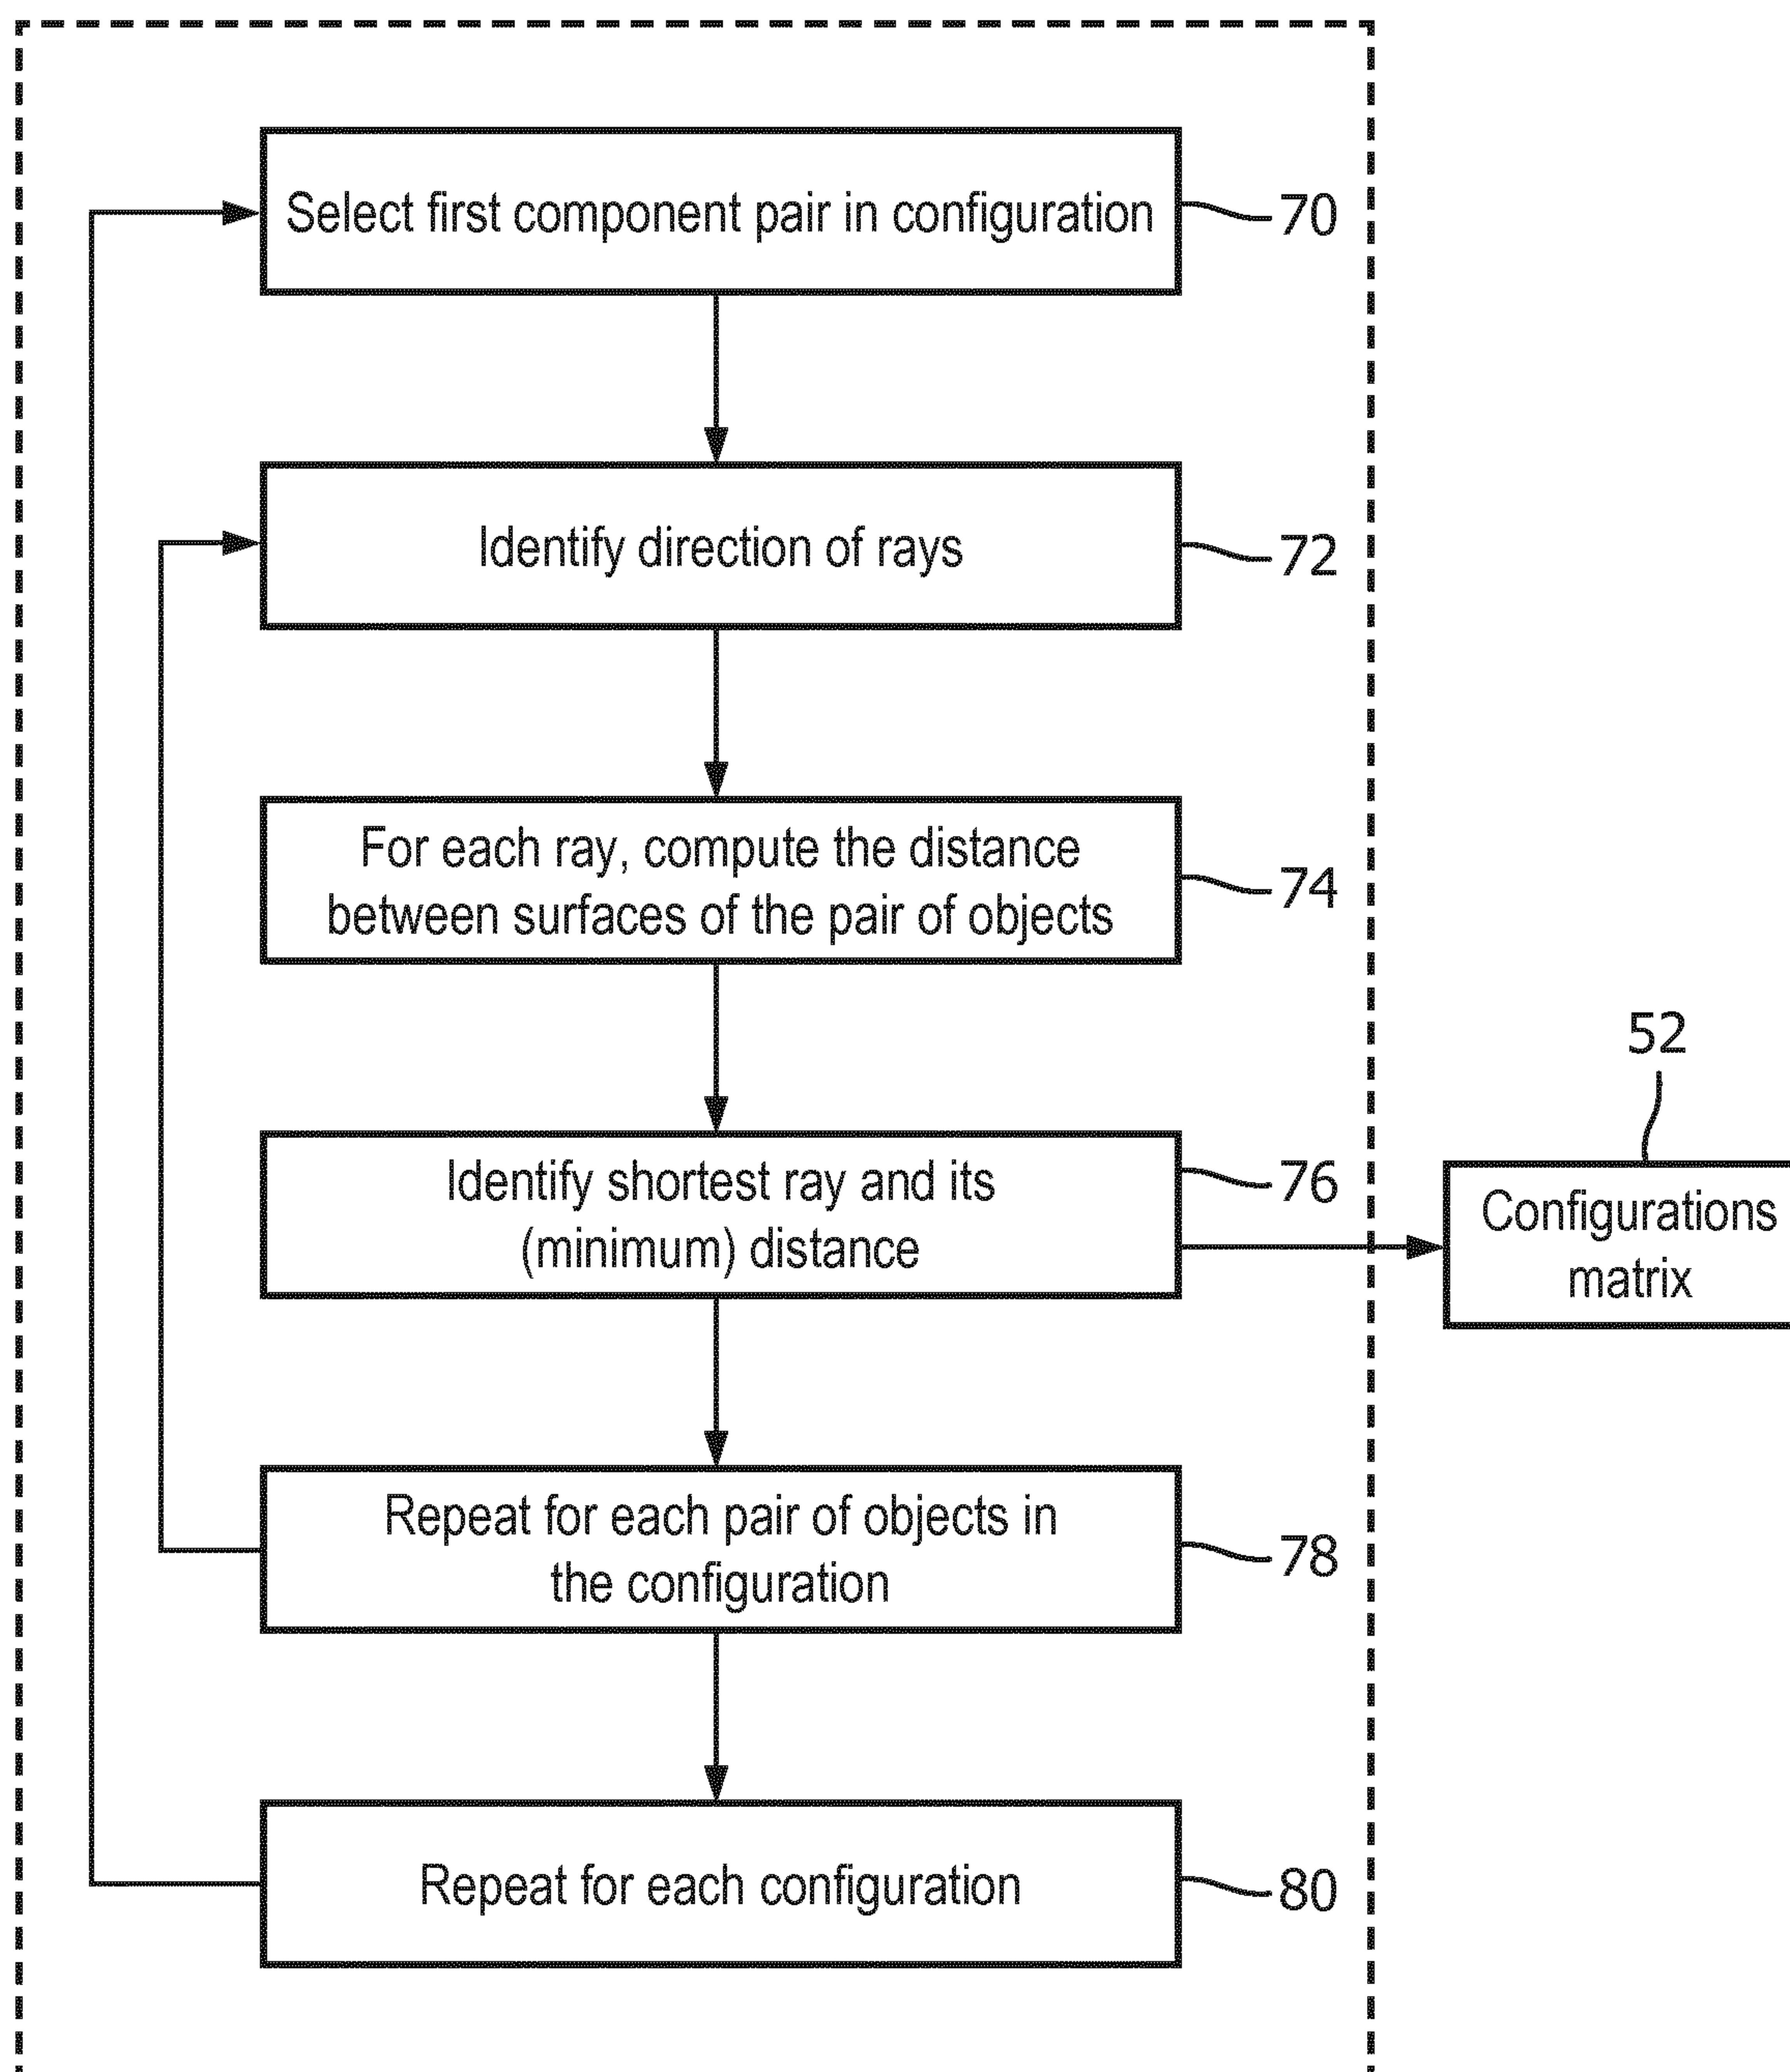 Select first component pair in configuration
70
Identify direction of rays
72
For each ray, compute the distance
between surfaces of the pair of objects
74
Identify shortest ray and its
(minimum) distance
76
52
Configurations
matrix
Repeat for each pair of objects in
the configuration
78
Repeat for each configuration
80